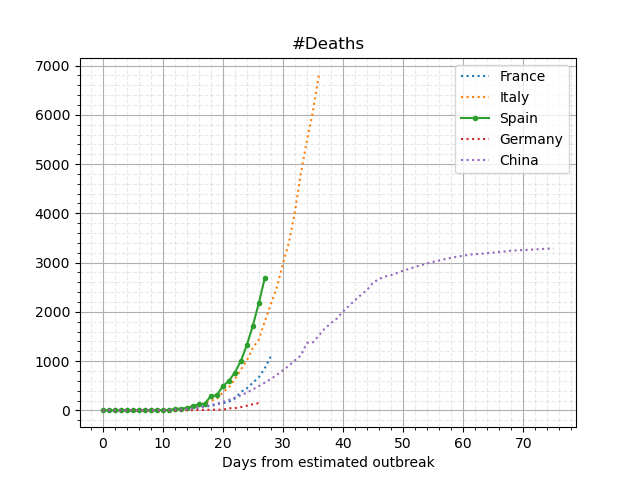 #Deaths
7000
6000
5000
4000
3000
2000
1000
0
France
Italy
Spain
Germany
China
0 10 20 30 40 50 60 70
Days from estimated outbreak